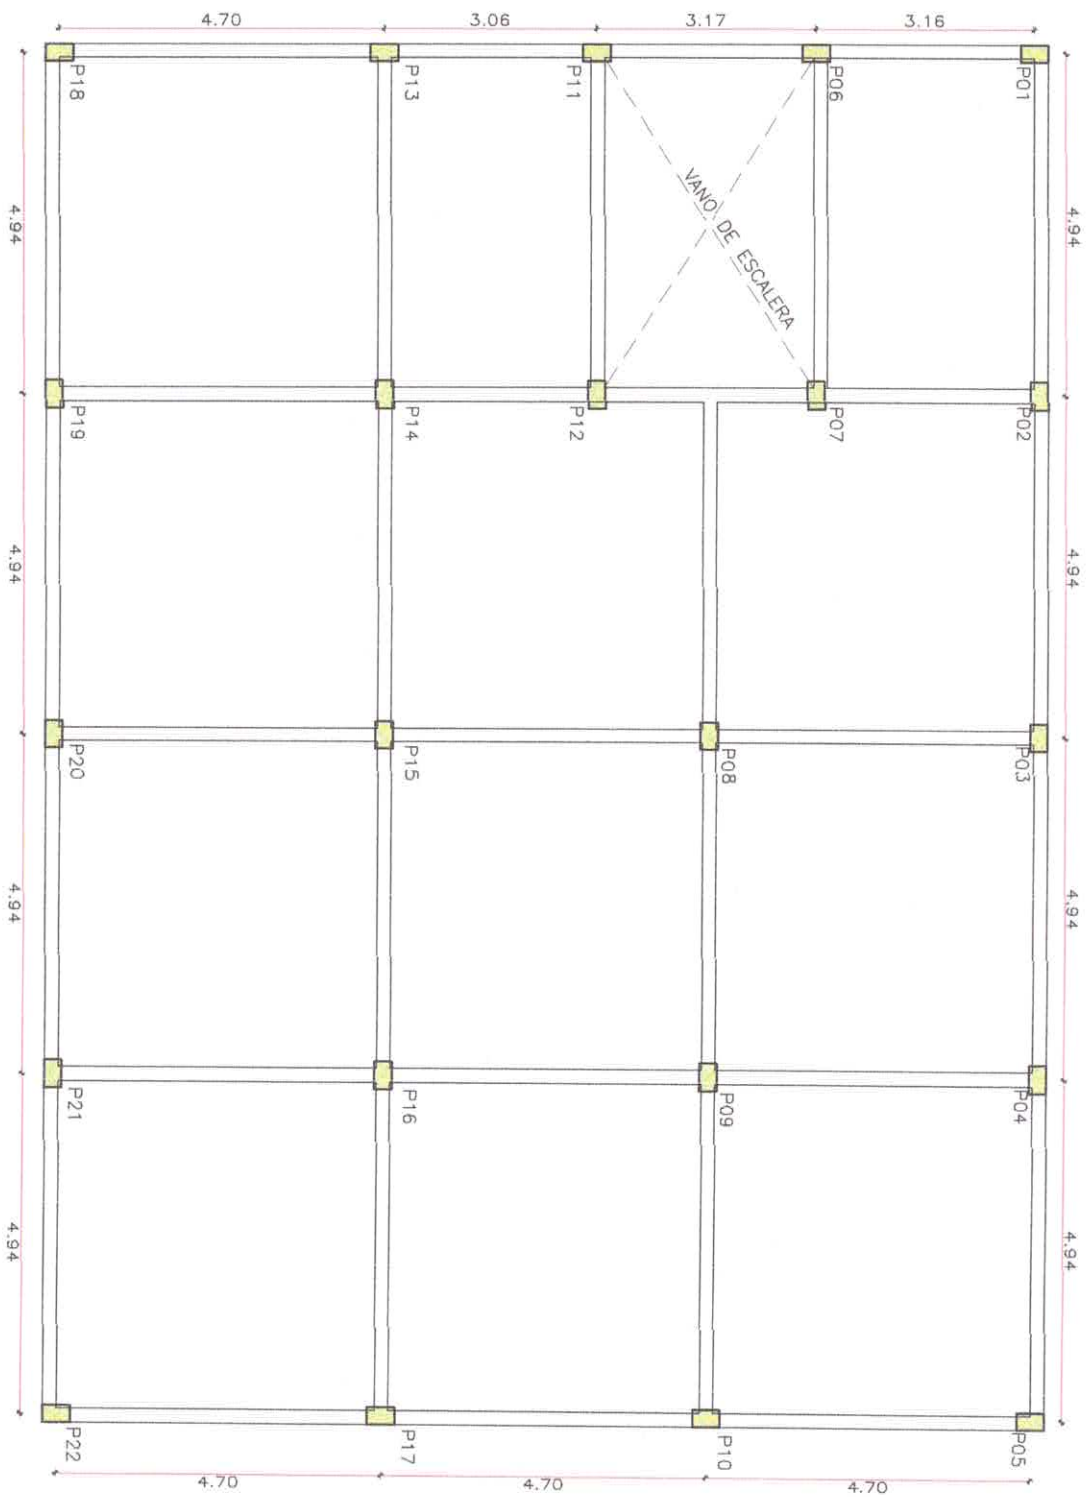 4.70
3.06
3.17
3.16
P18
P13
P11
P06
P01
4.94
VANO DE ESCALERA
4.94
P19
P14
P12
P07
P02
4.94
4.94
P20
P15
P08
P03
4.94
4.94
P21
P16
P09
P04
4.94
4.94
P22
P17
P10
P05
4.70
4.70
4.70